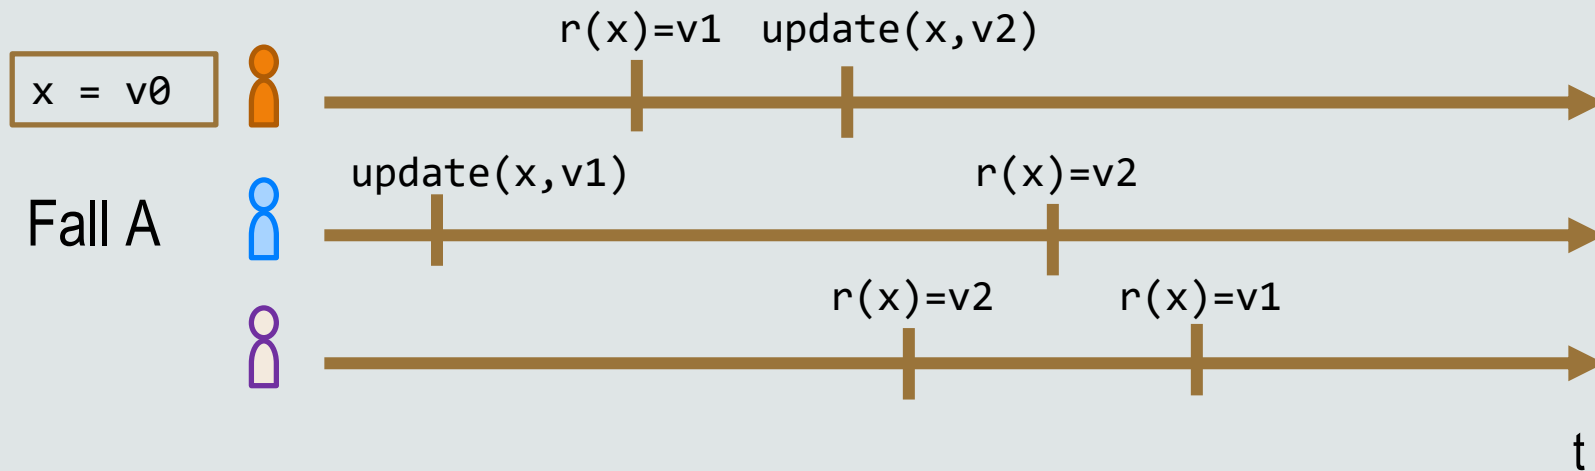 r(x)=v1 update(x,v2)
x = v0
update(x,v1) r(x)=v2
Fall A
r(x)=v2 r(x)=v1
t